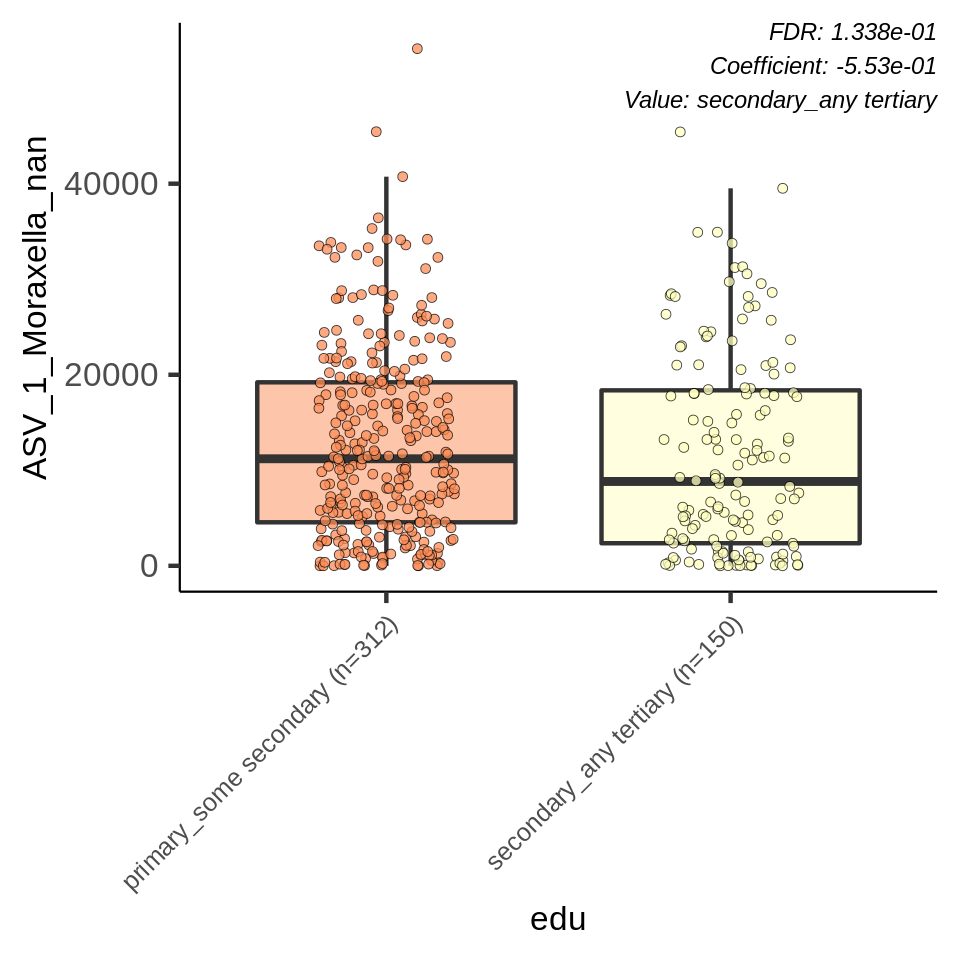 FDR: 1.338e-01
Coefficient: -5.53e-01
Value: secondary_any tertiary
ASV_1_Moraxella_nan
40000
20000
0
primary_some secondary (n=312)
secondary_any tertiary (n=150)
edu